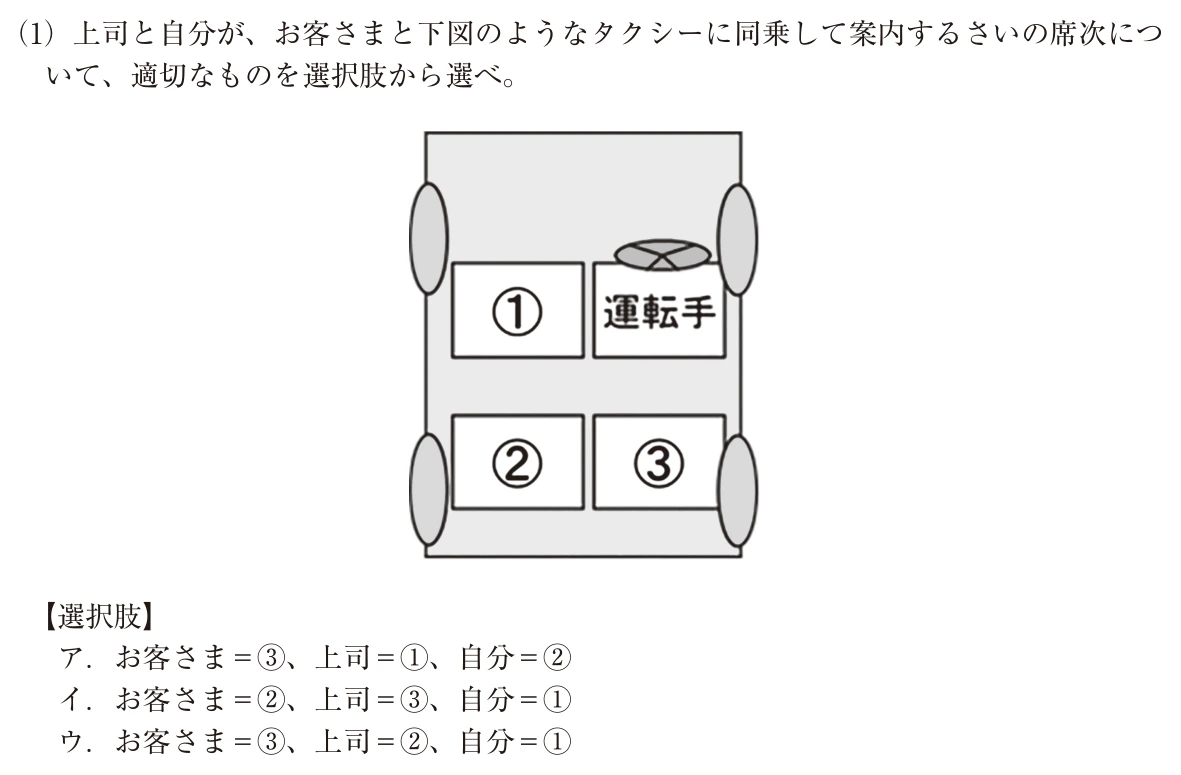 (1) 上司と自分が、お客さまと下図のようなタクシーに同乗して案内するさいの席次につ
いて、適切なものを選択肢から選べ。
① 運転手
② ③
【選択肢】
ア．お客さま＝③、上司＝①、自分＝②
イ．お客さま＝②、上司＝③、自分＝①
ウ．お客さま＝③、上司＝②、自分＝①